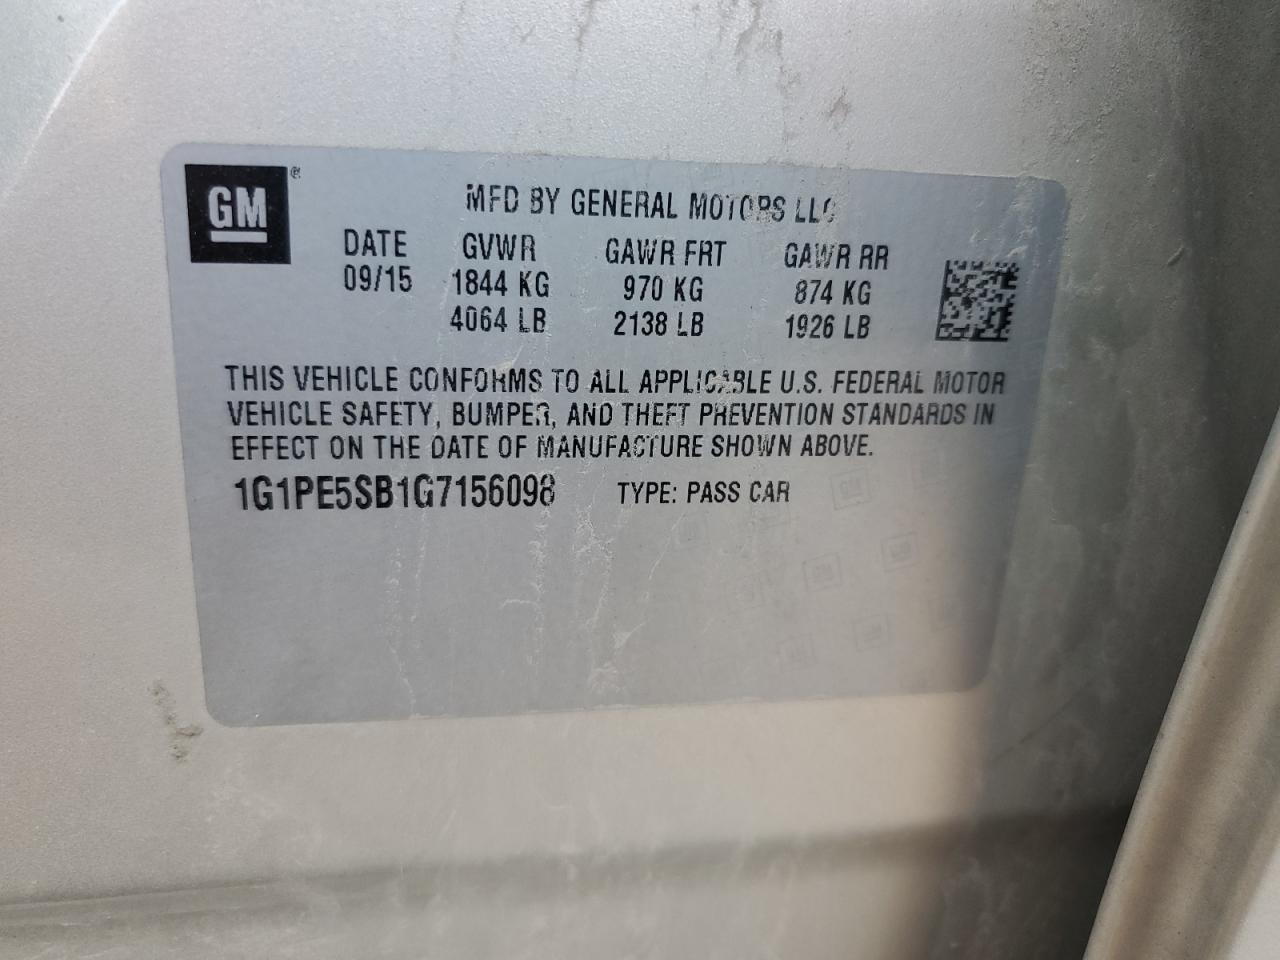 GM®
MFD BY GENERAL MOTORS LLC
DATE GVWR GAWR FRT GAWR RR
09/15 1844 KG 970 KG 874 KG
4064 LB 2138 LB 1926 LB
THIS VEHICLE CONFORMS TO ALL APPLICABLE U.S. FEDERAL MOTOR
VEHICLE SAFETY, BUMPER, AND THEFT PREVENTION STANDARDS IN
EFFECT ON THE DATE OF MANUFACTURE SHOWN ABOVE.
1G1PE5SB1G7156098 TYPE: PASS CAR